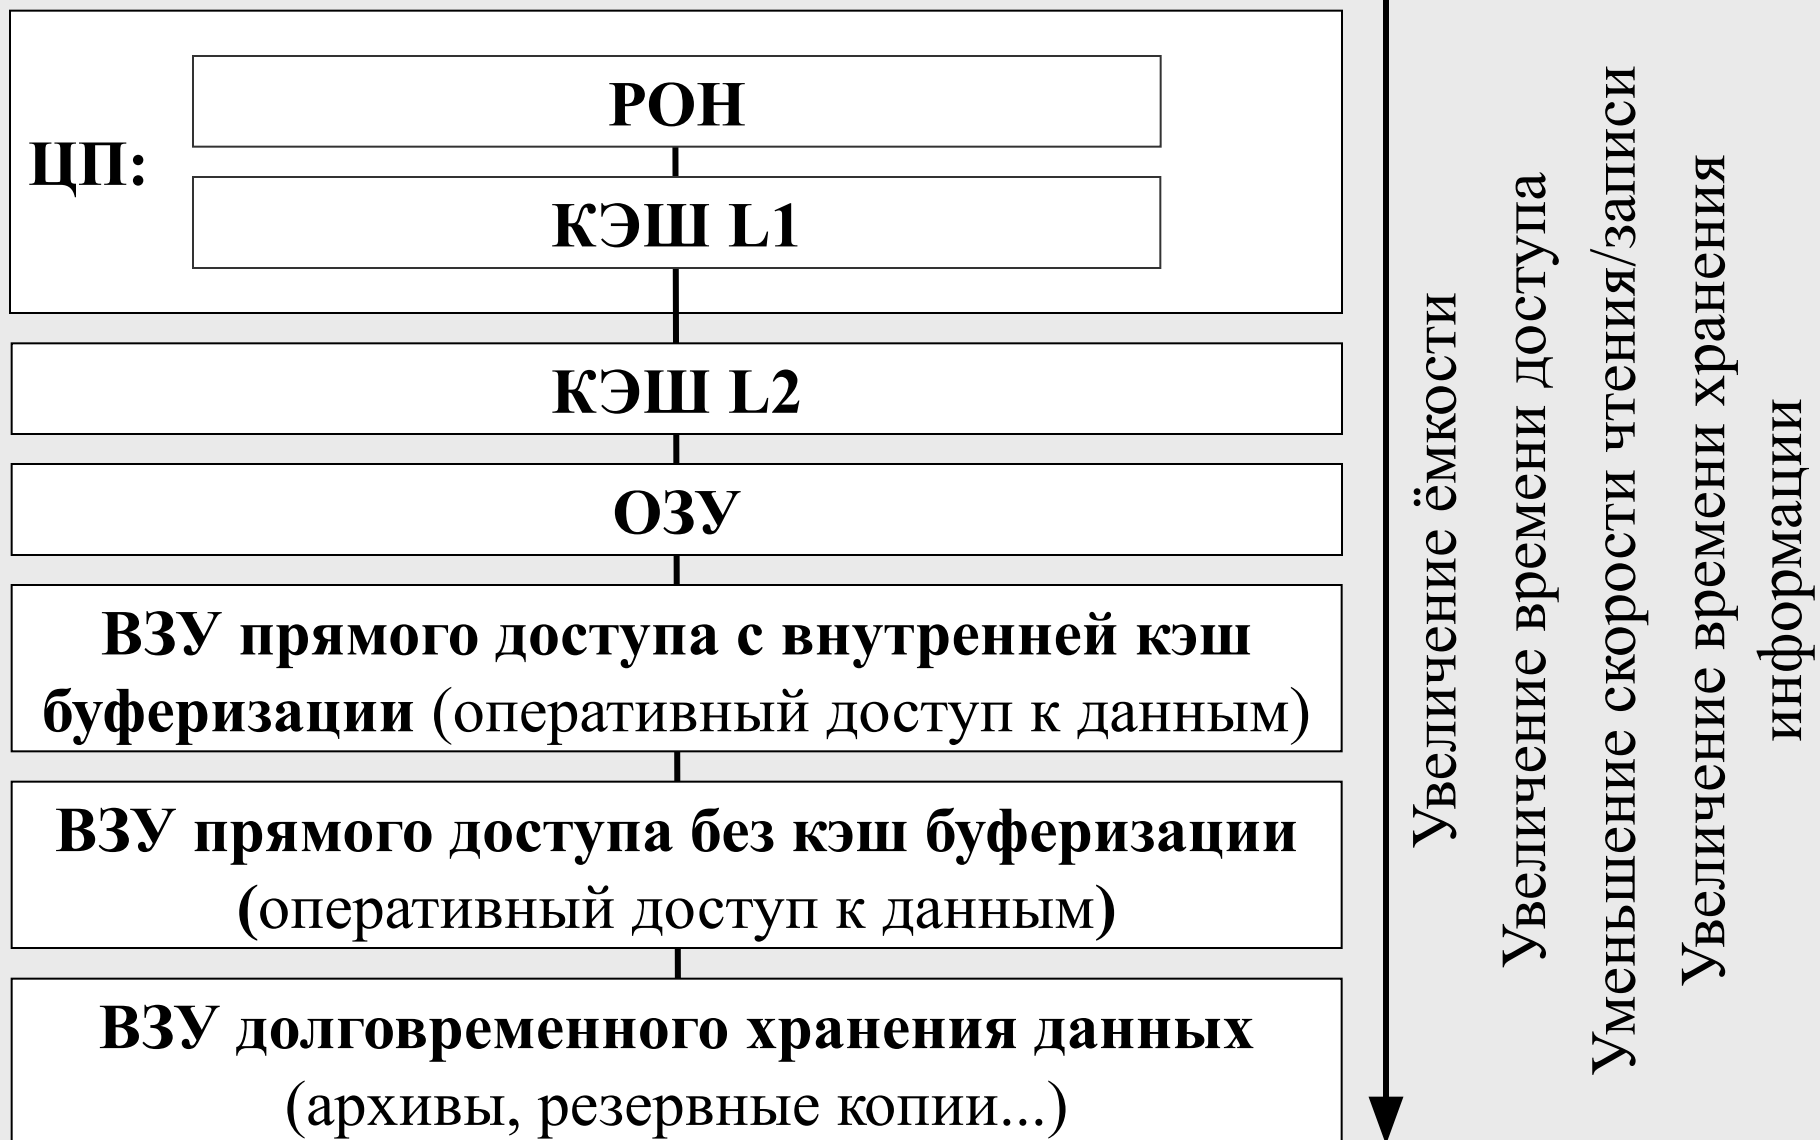 ЦП:
РОН
КЭШ L1
КЭШ L2
ОЗУ
ВЗУ прямого доступа с внутренней кэш
буферизации (оперативный доступ к данным)
ВЗУ прямого доступа без кэш буферизации
(оперативный доступ к данным)
ВЗУ долговременного хранения данных
(архивы, резервные копии...)
Увеличение ёмкости
Увеличение времени доступа
Уменьшение скорости чтения/записи
Увеличение времени хранения
информации